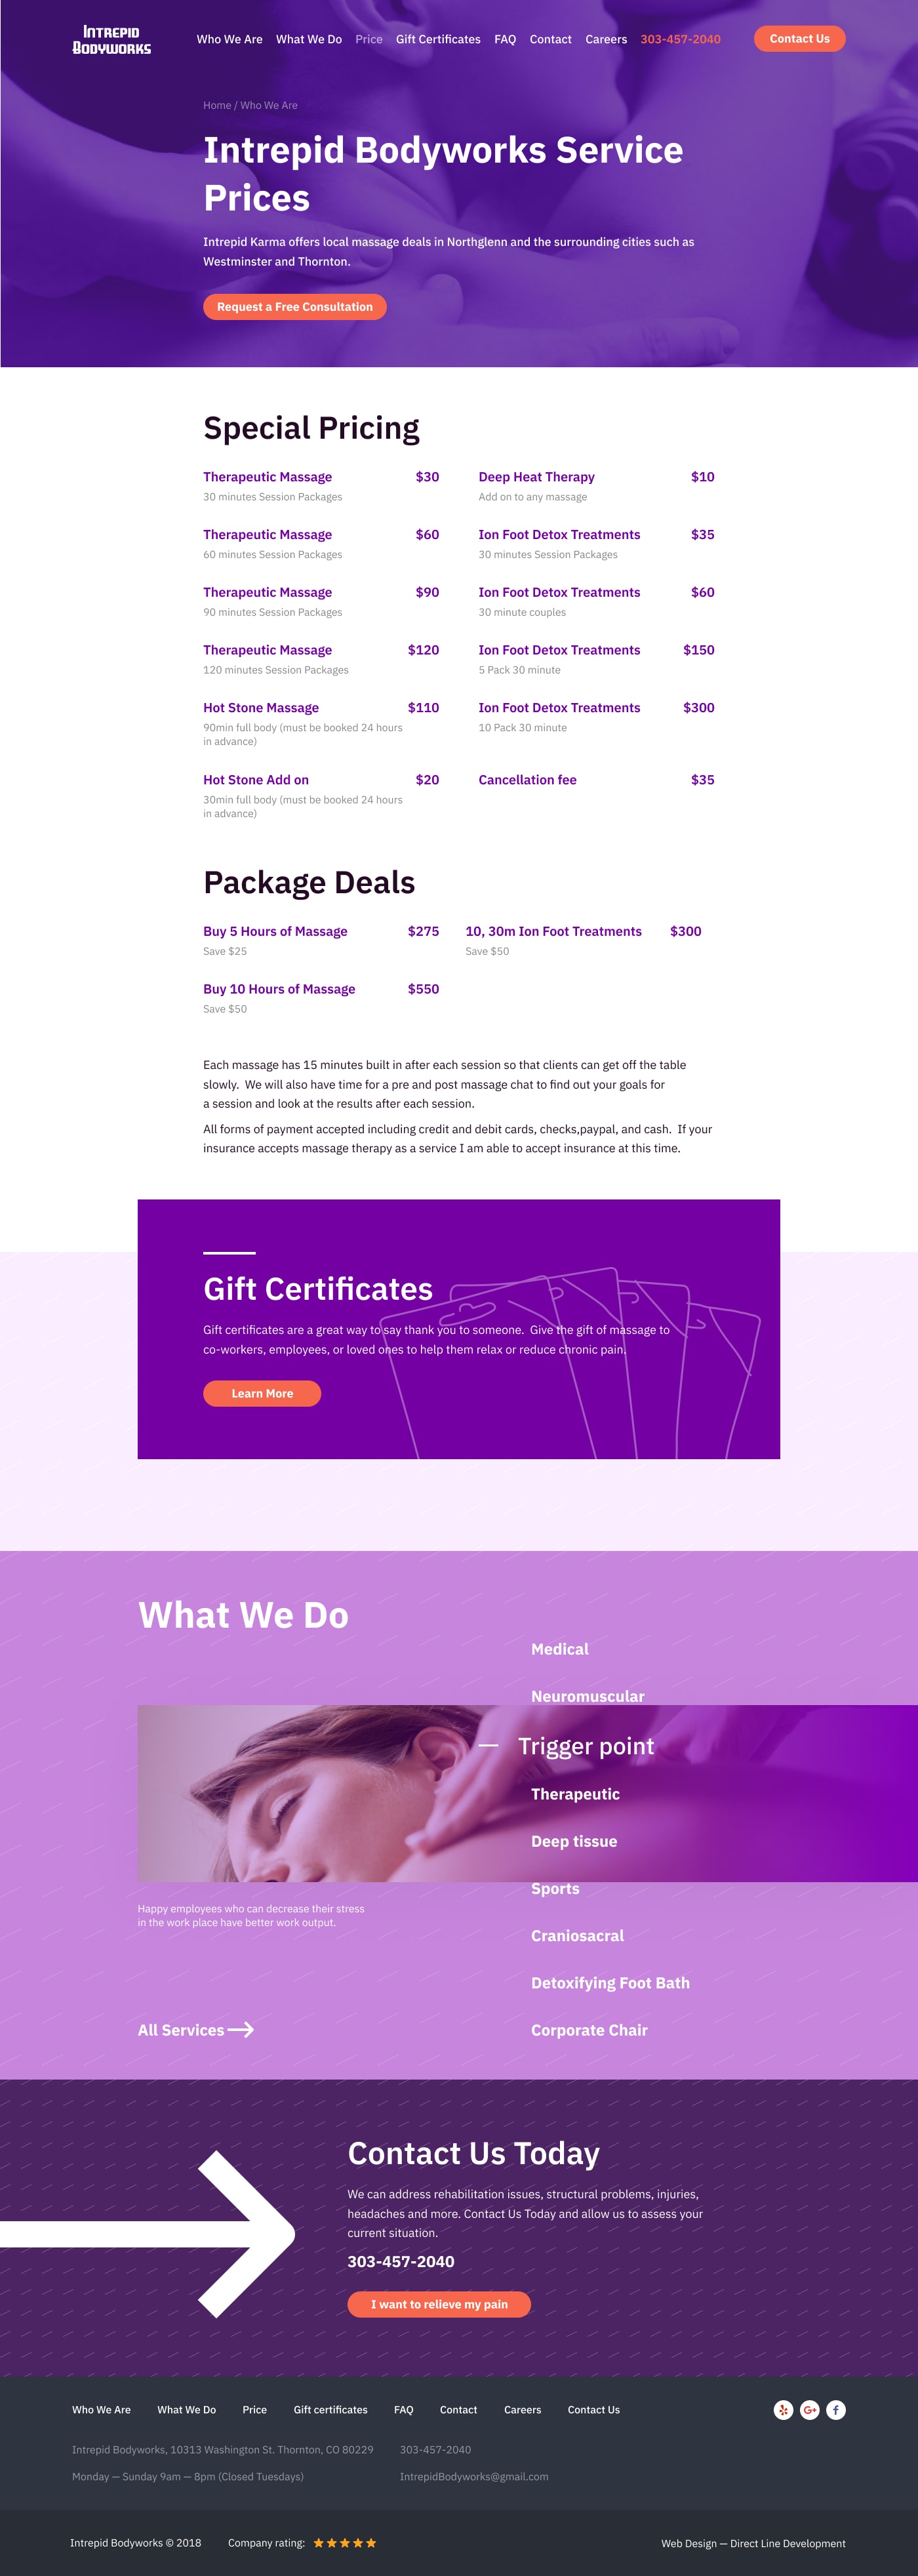 Intrepid
Bodyworks
Who We Are What We Do Price Gift Certificates FAQ Contact Careers 303-457-2040 Contact Us
Home / Who We Are
Intrepid Bodyworks Service
Prices
Intrepid Karma offers local massage deals in Northglenn and the surrounding cities such as
Westminster and Thornton.
Request a Free Consultation
Special Pricing
Therapeutic Massage $30
30 minutes Session Packages
Deep Heat Therapy $10
Add on to any massage
Therapeutic Massage $60
60 minutes Session Packages
Ion Foot Detox Treatments $35
30 minutes Session Packages
Therapeutic Massage $90
90 minutes Session Packages
Ion Foot Detox Treatments $60
30 minute couples
Therapeutic Massage $120
120 minutes Session Packages
Ion Foot Detox Treatments $150
5 Pack 30 minute
Hot Stone Massage $110
90min full body (must be booked 24 hours
in advance)
Ion Foot Detox Treatments $300
10 Pack 30 minute
Hot Stone Add on $20
30min full body (must be booked 24 hours
in advance)
Cancellation fee $35
Package Deals
Buy 5 Hours of Massage $275
Save $25
10, 30m Ion Foot Treatments $300
Save $50
Buy 10 Hours of Massage $550
Save $50
Each massage has 15 minutes built in after each session so that clients can get off the table
slowly. We will also have time for a pre and post massage chat to find out your goals for
a session and look at the results after each session.
All forms of payment accepted including credit and debit cards, checks,paypal, and cash. If your
insurance accepts massage therapy as a service I am able to accept insurance at this time.
Gift Certificates
Gift certificates are a great way to say thank you to someone. Give the gift of massage to
co-workers, employees, or loved ones to help them relax or reduce chronic pain.
Learn More
What We Do
Medical
Neuromuscular
Trigger point
Therapeutic
Deep tissue
Sports
Craniosacral
Detoxifying Foot Bath
Corporate Chair
Happy employees who can decrease their stress
in the work place have better work output.
All Services
Contact Us Today
We can address rehabilitation issues, structural problems, injuries,
headaches and more. Contact Us Today and allow us to assess your
current situation.
303-457-2040
I want to relieve my pain
Who We Are What We Do Price Gift certificates FAQ Contact Careers Contact Us
Intrepid Bodyworks, 10313 Washington St. Thornton, CO 80229 303-457-2040
Monday — Sunday 9am — 8pm (Closed Tuesdays) IntrepidBodyworks@gmail.com
Intrepid Bodyworks © 2018 Company rating: Web Design — Direct Line Development